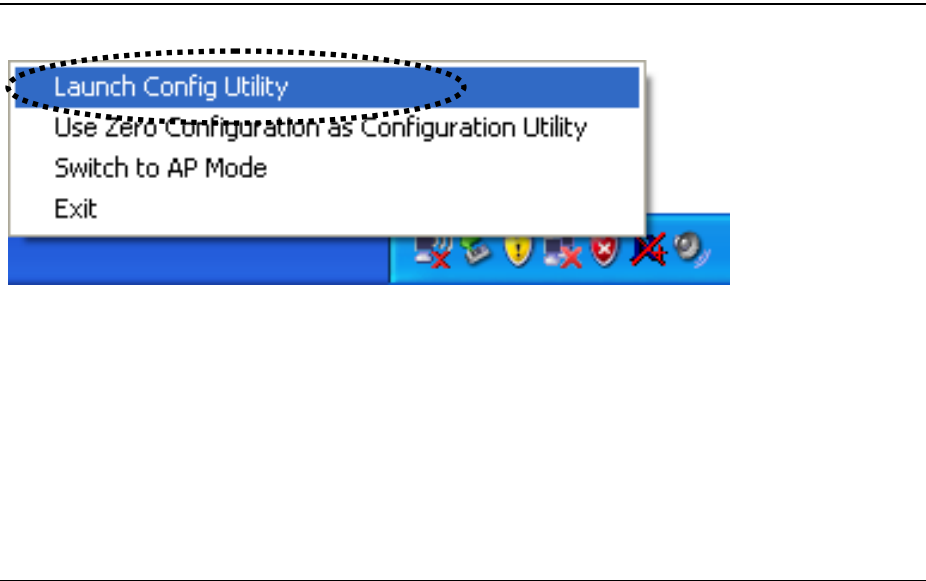 Launch Config Utility
Use Zero Configuration as Configuration Utility
Switch to AP Mode
Exit